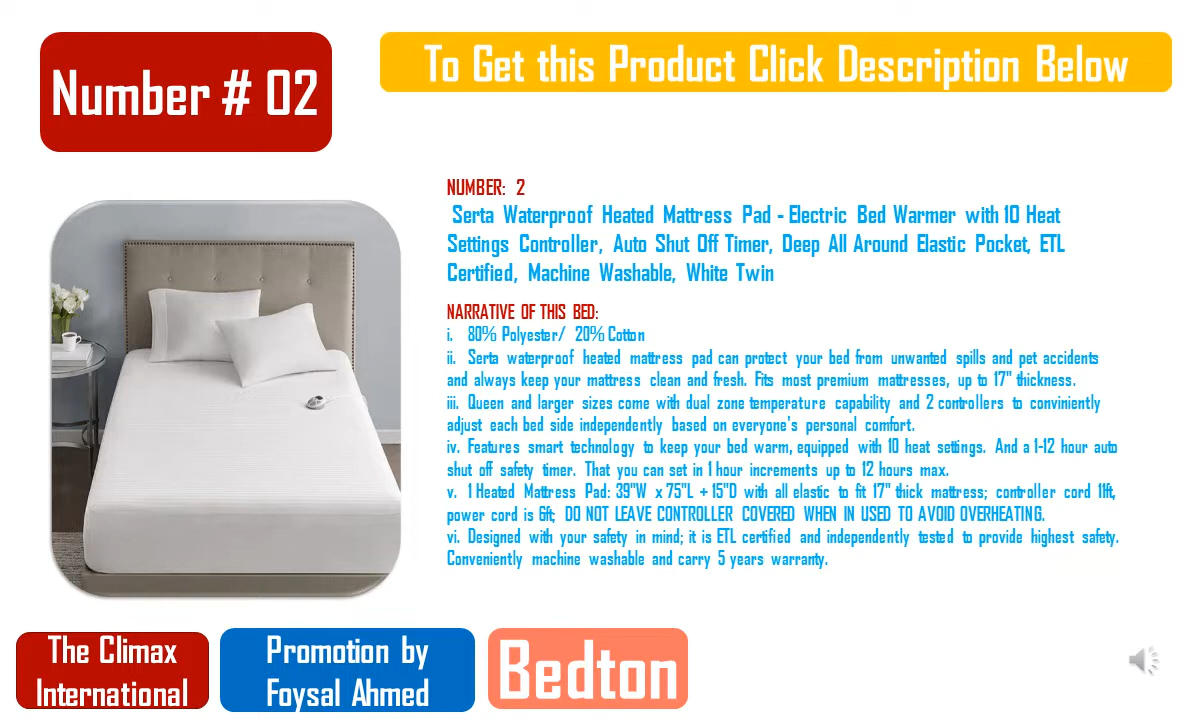 Number # 02
To Get this Product Click Description Below
NUMBER: 2
Serta Waterproof Heated Mattress Pad - Electric Bed Warmer with 10 Heat
Settings Controller, Auto Shut Off Timer, Deep All Around Elastic Pocket, ETL
Certified, Machine Washable, White Twin
NARRATIVE OF THIS BED:
i. 80% Polyester/ 20% Cotton
ii. Serta waterproof heated mattress pad can protect your bed from unwanted spills and pet accidents
and always keep your mattress clean and fresh. Fits most premium mattresses, up to 17" thickness.
iii. Queen and larger sizes come with dual zone temperature capability and 2 controllers to conviniently
adjust each bed side independently based on everyone's personal comfort.
iv. Features smart technology to keep your bed warm, equipped with 10 heat settings. And a 1-12 hour auto
shut off safety timer. That you can set in 1 hour increments up to 12 hours max.
v. 1 Heated Mattress Pad: 39"W x 75"L + 15"D with all elastic to fit 17" thick mattress; controller cord 11ft,
power cord is 6ft; DO NOT LEAVE CONTROLLER COVERED WHEN IN USED TO AVOID OVERHEATING.
vi. Designed with your safety in mind; it is ETL certified and independently tested to provide highest safety.
Conveniently machine washable and carry 5 years warranty.
The Climax
International
Promotion by
Foysal Ahmed
Bedton